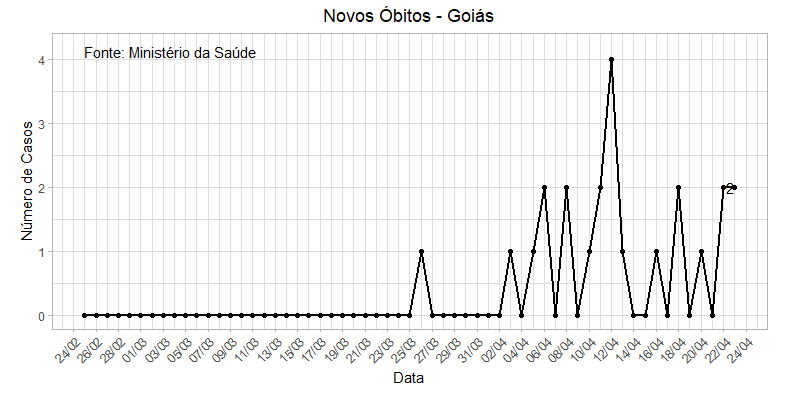 Novos Óbitos - Goiás
Fonte: Ministério da Saúde
Número de Casos
4
3
2
1
0
2
24/02 26/02 28/02 01/03 03/03 05/03 07/03 09/03 11/03 13/03 15/03 17/03 19/03 21/03 23/03 25/03 27/03 29/03 31/03 02/04 04/04 06/04 08/04 10/04 12/04 14/04 16/04 18/04 20/04 22/04 24/04
Data